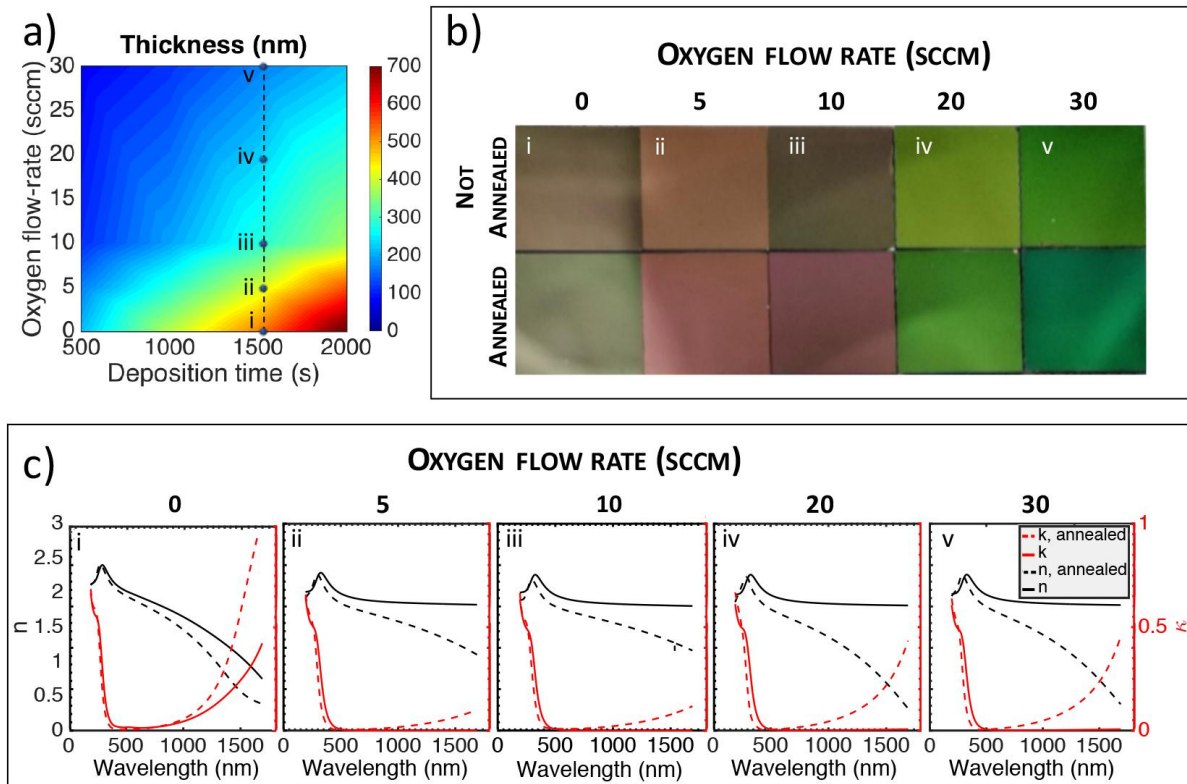 a)
Thickness (nm)
Oxygen flow-rate (sccm)
30
20
10
5
0
v
iv
iii
ii
i
500 1000 1500 2000
Deposition time (s)
700
600
500
400
300
200
100
0
b)
OXYGEN FLOW RATE (SCCM)
0 5 10 20 30
NOT
ANNEALED
ANNEALED
i ii iii iv v
c)
OXYGEN FLOW RATE (SCCM)
0 5 10 20 30
i ii iii iv v
n
3
2.5
2
1.5
1
0.5
0
k, annealed
k
n, annealed
n
1
0.5
0
κ
0 500 1000 1500 0 500 1000 1500 0 500 1000 1500 0 500 1000 1500 0 500 1000 1500
Wavelength (nm) Wavelength (nm) Wavelength (nm) Wavelength (nm) Wavelength (nm)